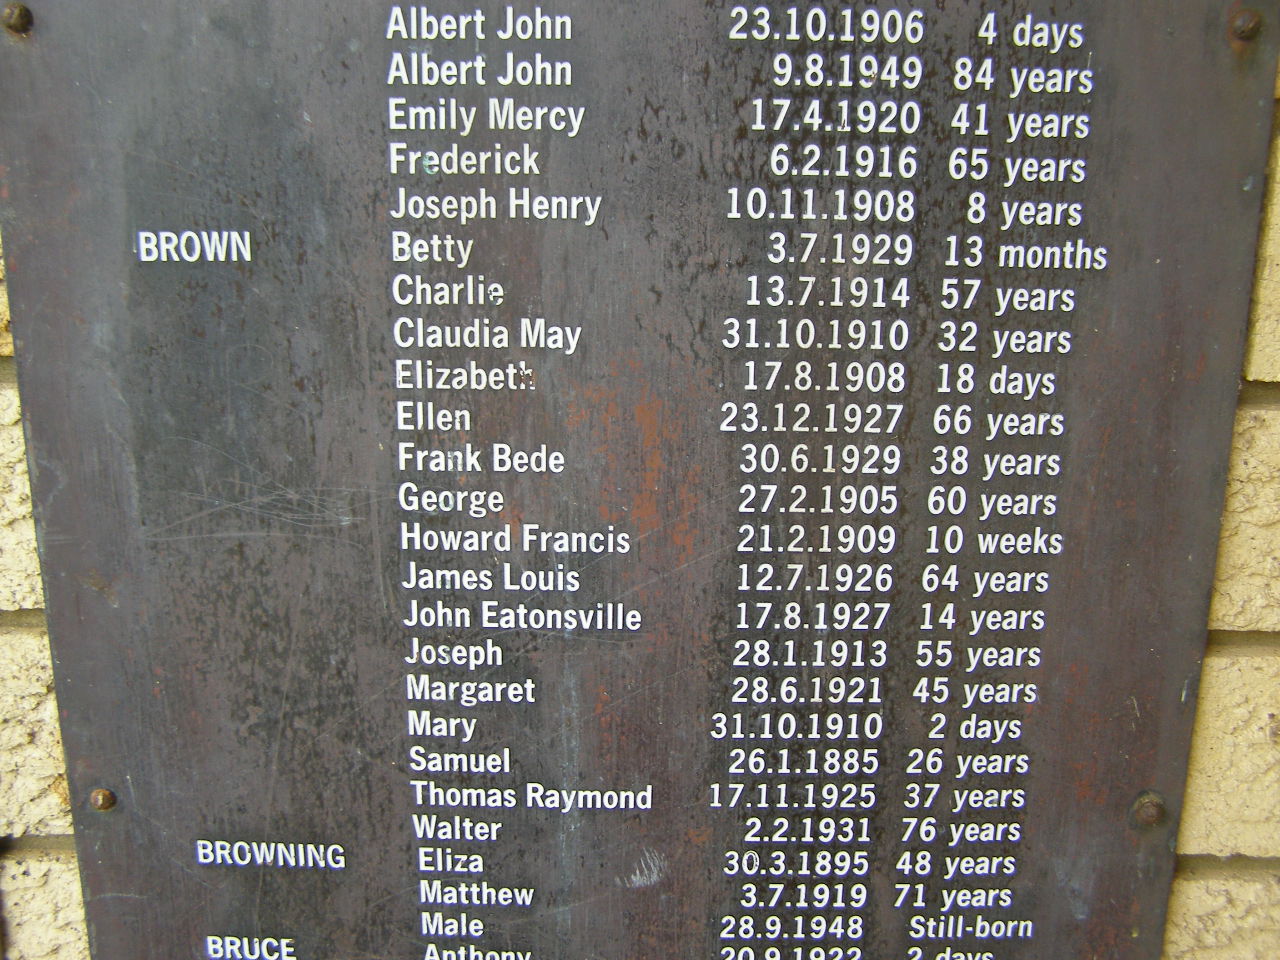 Albert John 23.10.1906 4 days
Albert John 9.8.1949 84 years
Emily Mercy 17.4.1920 41 years
Frederick 6.2.1916 65 years
Joseph Henry 10.11.1908 8 years
BROWN Betty 3.7.1929 13 months
Charlie 13.7.1914 57 years
Claudia May 31.10.1910 32 years
Elizabeth 17.8.1908 18 days
Ellen 23.12.1927 66 years
Frank Bede 30.6.1929 38 years
George 27.2.1905 60 years
Howard Francis 21.2.1909 10 weeks
James Louis 12.7.1926 64 years
John Eatonsville 17.8.1927 14 years
Joseph 28.1.1913 55 years
Margaret 28.6.1921 45 years
Mary 31.10.1910 2 days
Samuel 26.1.1885 26 years
Thomas Raymond 17.11.1925 37 years
Walter 2.2.1931 76 years
BROWNING Eliza 30.3.1895 48 years
Matthew 3.7.1919 71 years
Male 28.9.1948 Still-born
BRUCE Anthony 20.9.1922 2 days